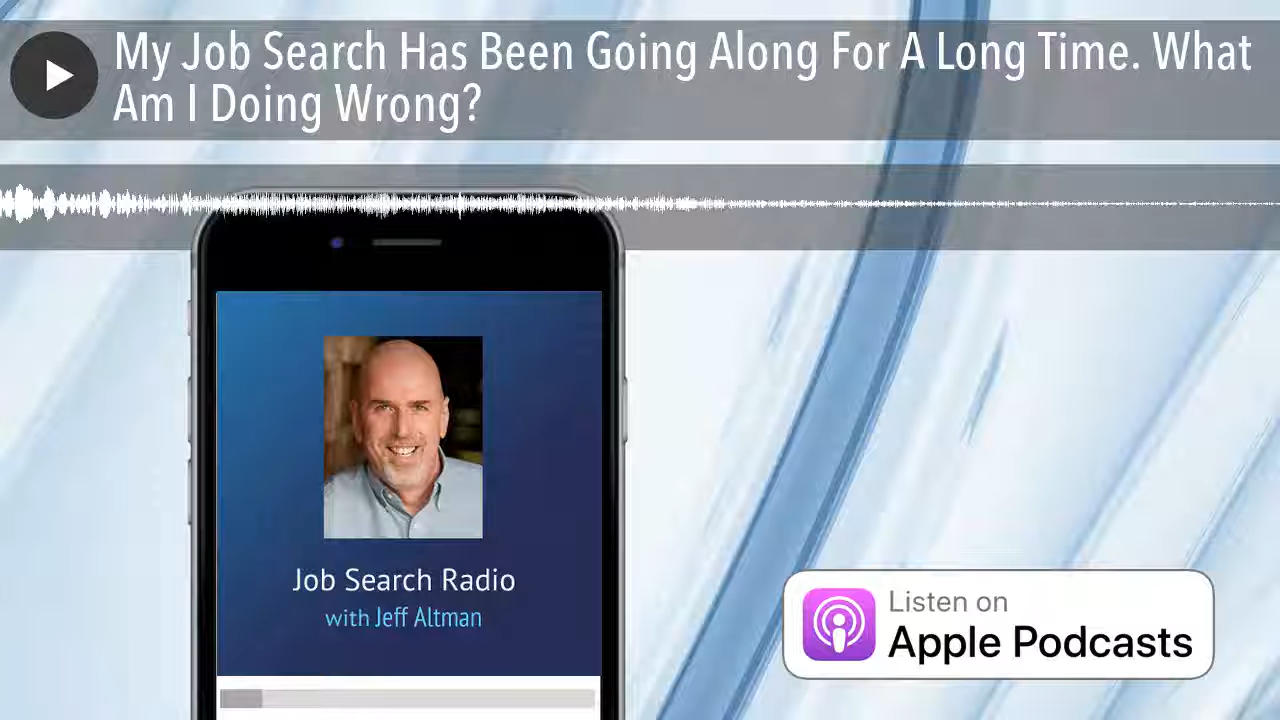 My Job Search Has Been Going Along For A Long Time. What
Am I Doing Wrong?
Job Search Radio
with Jeff Altman
Listen on
Apple Podcasts